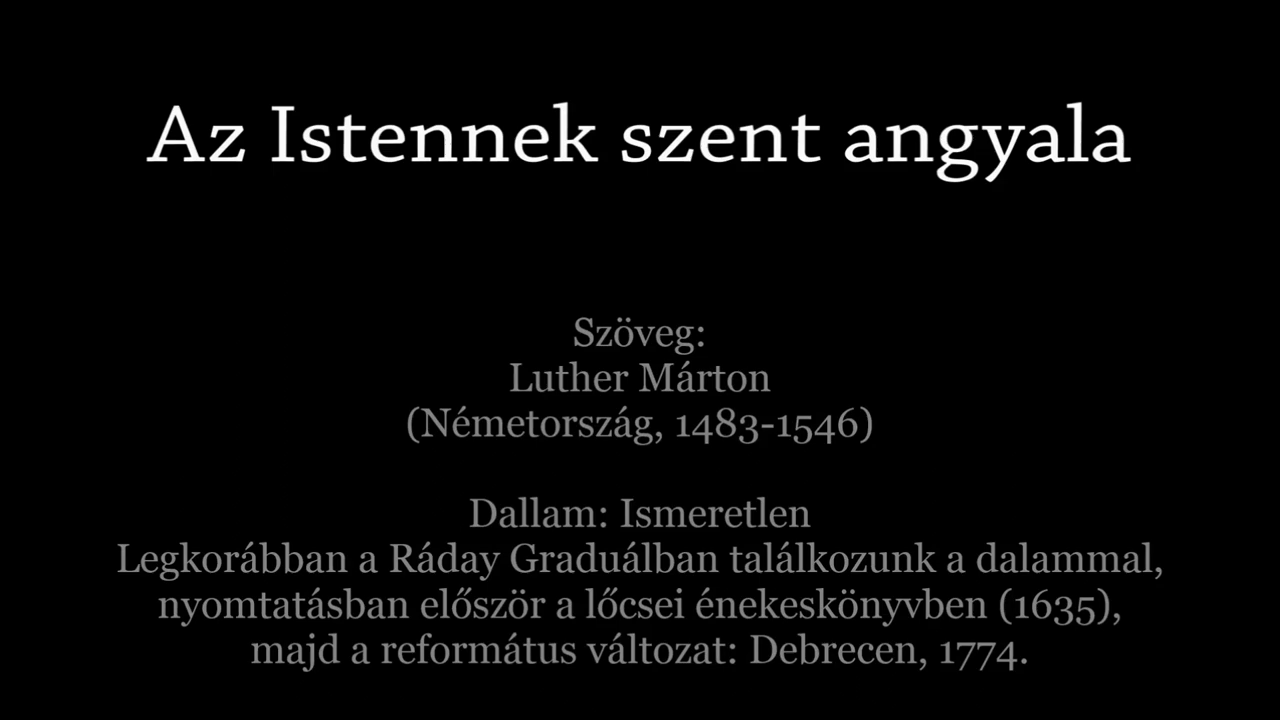 Az Istennek szent angyala
Szöveg:
Luther Márton
(Németország, 1483-1546)
Dallam: Ismeretlen
Legkorábban a Ráday Graduálban találkozunk a dalammal,
nyomtatásban először a lőcsei énekeskönyvben (1635),
majd a református változat: Debrecen, 1774.